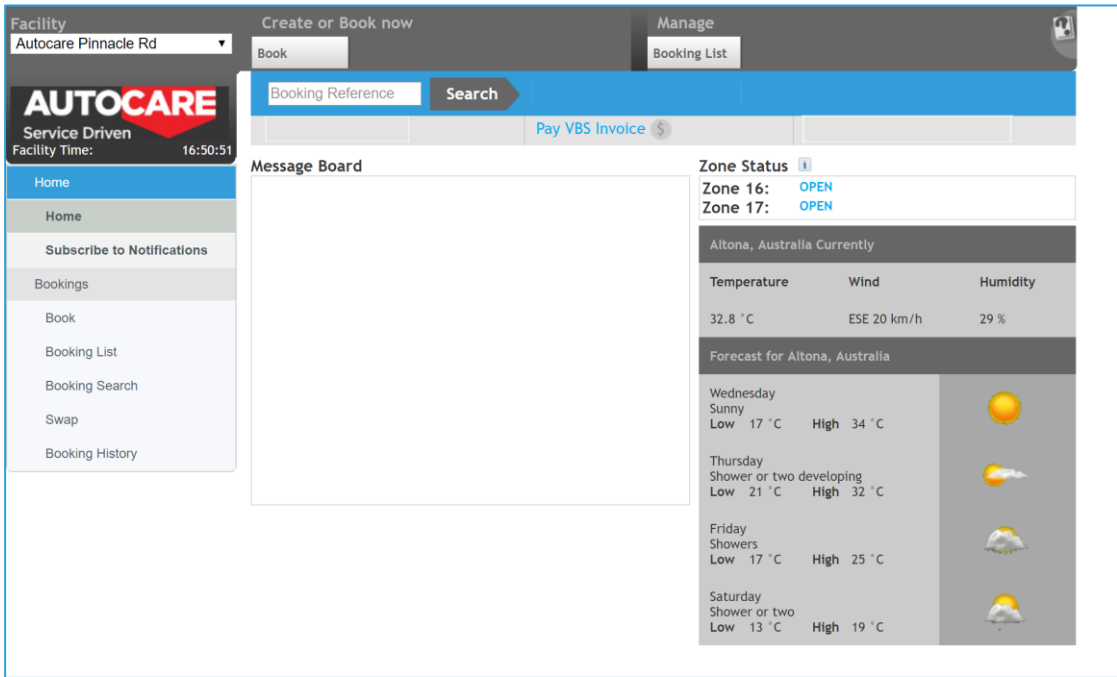 Facility
Autocare Pinnacle Rd
Create or Book now
Book
Manage
Booking List
AUTOCARE
Service Driven
Facility Time: 16:50:51
Booking Reference
Search
Pay VBS Invoice $
Home
Home
Subscribe to Notifications
Bookings
Book
Booking List
Booking Search
Swap
Booking History
Message Board
Zone Status i
Zone 16: OPEN
Zone 17: OPEN
Altona, Australia Currently
Temperature Wind Humidity
32.8 °C ESE 20 km/h 29 %
Forecast for Altona, Australia
Wednesday
Sunny
Low 17 °C High 34 °C
Thursday
Shower or two developing
Low 21 °C High 32 °C
Friday
Showers
Low 17 °C High 25 °C
Saturday
Shower or two
Low 13 °C High 19 °C